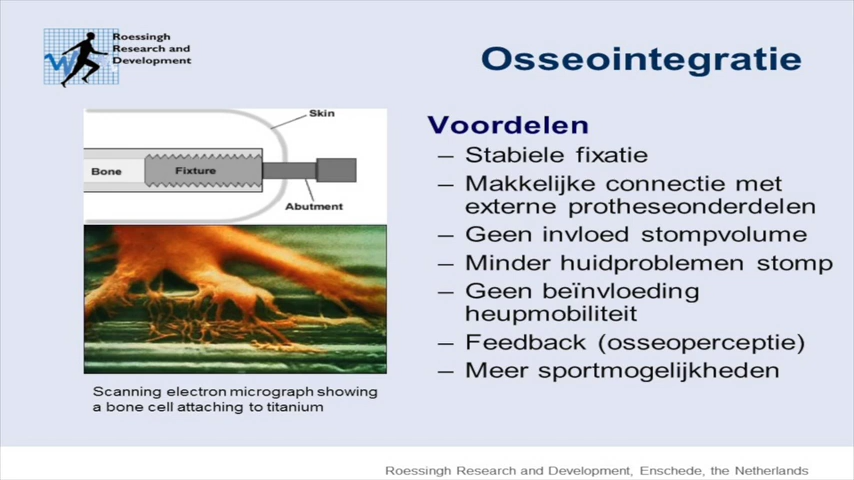 Roessingh
Research and
Development
Osseointegratie
Skin
Bone
Fixture
Abutment
Scanning electron micrograph showing
a bone cell attaching to titanium
Voordelen
– Stabiele fixatie
– Makkelijke connectie met
externe protheseonderdelen
– Geen invloed stompvolume
– Minder huidproblemen stomp
– Geen beïnvloeding
heupmobiliteit
– Feedback (osseoperceptie)
– Meer sportmogelijkheden
Roessingh Research and Development, Enschede, the Netherlands